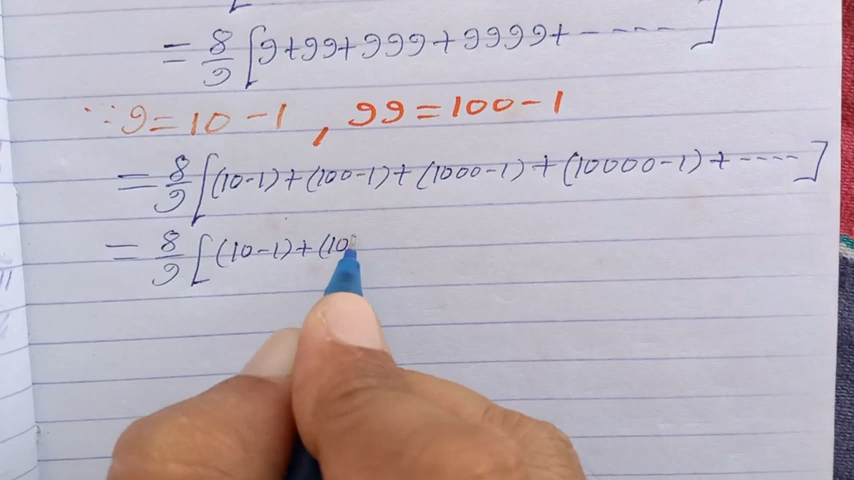 = 8/9 [9+99+999+9999+ - - - - ]
∵ 9=10-1 , 99=100-1
= 8/9 [(10-1)+(100-1)+(1000-1)+(10000-1)+----]
= 8/9 [(10-1)+(10